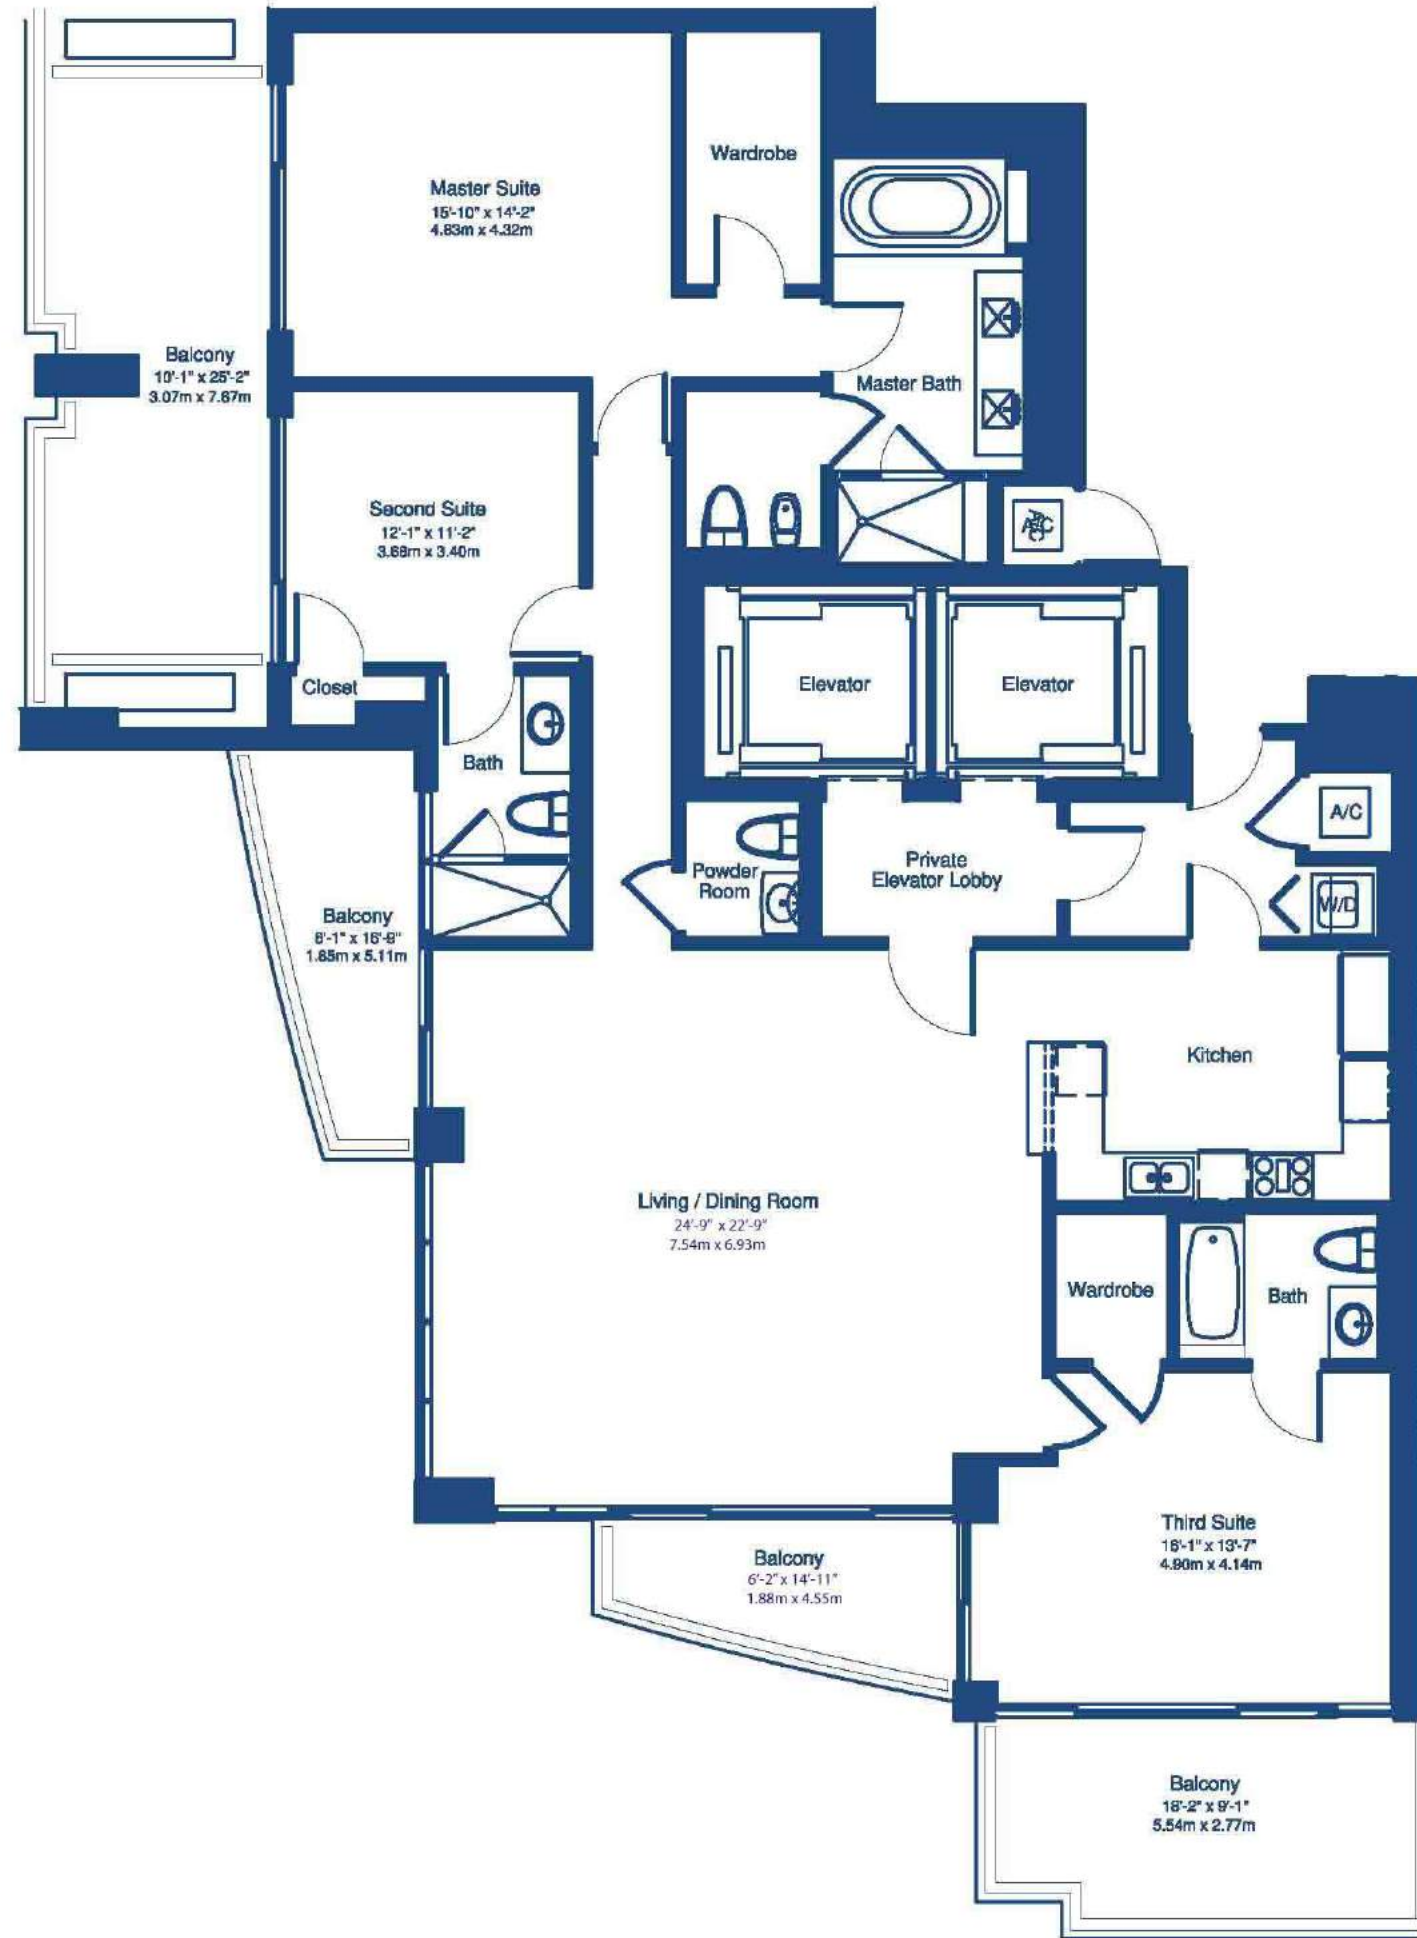 Wardrobe
Master Suite
15'-10" x 14'-2"
4.83m x 4.32m
Balcony
10'-1" x 25'-2"
3.07m x 7.67m
Master Bath
Second Suite
12'-1" x 11'-2"
3.68m x 3.40m
Closet
Elevator
Elevator
Bath
A/C
Powder
Room
Private
Elevator Lobby
W/D
Balcony
6'-1" x 16'-9"
1.85m x 5.11m
Kitchen
Living / Dining Room
24'-9" x 22'-9"
7.54m x 6.93m
Wardrobe
Bath
Third Suite
16'-1" x 13'-7"
4.90m x 4.14m
Balcony
6'-2" x 14'-11"
1.88m x 4.55m
Balcony
18'-2" x 9'-1"
5.54m x 2.77m